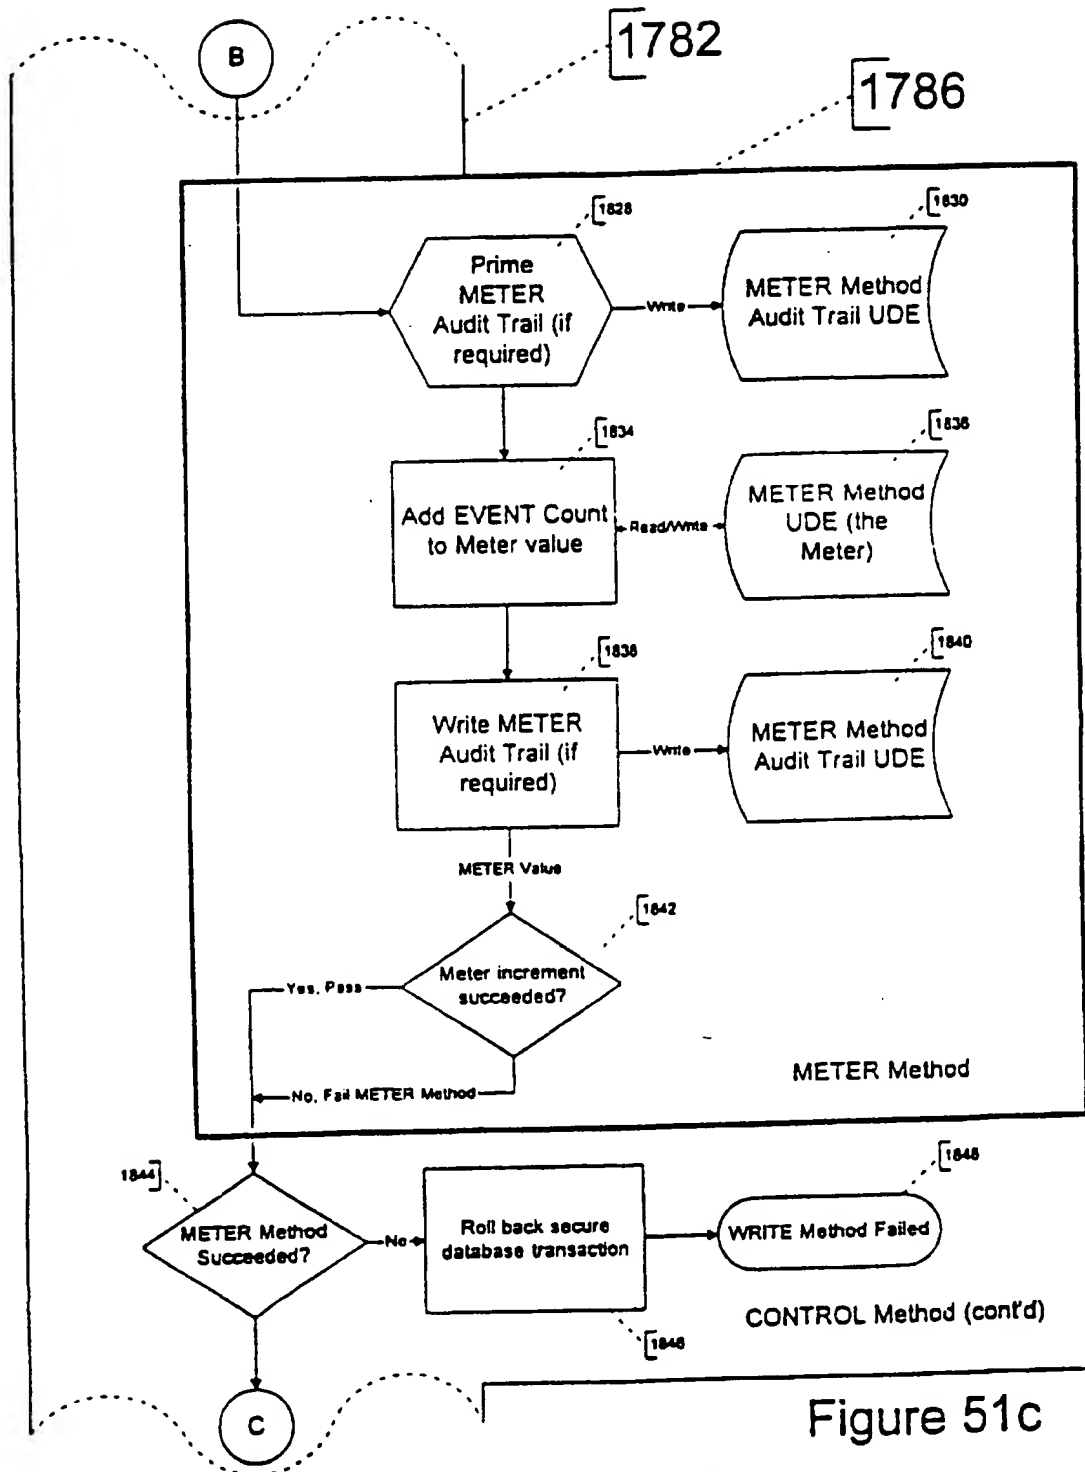 B
1782
1786
1828
Prime
METER
Audit Trail (if
required)
Write
1830
METER Method
Audit Trail UDE
1834
Add EVENT Count
to Meter value
Read/Write
1836
METER Method
UDE (the
Meter)
1838
Write METER
Audit Trail (if
required)
Write
1840
METER Method
Audit Trail UDE
METER Value
1842
Meter increment
succeeded?
Yes, Pass
No, Fail METER Method
METER Method
1844
METER Method
Succeeded?
No
Roll back secure
database transaction
1846
1848
WRITE Method Failed
CONTROL Method (cont'd)
C
Figure 51c